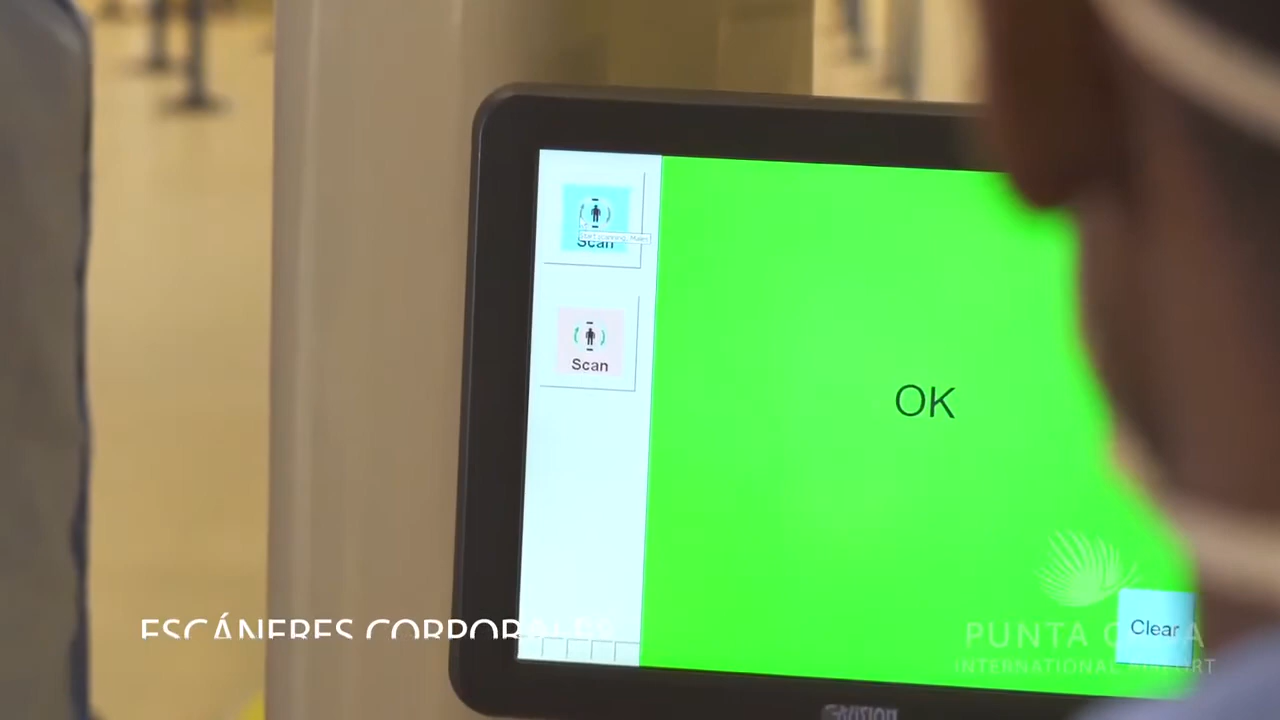 Scan
Scan
OK
Clear
ESCÁNERES CORPORALES
PUNTA CANA
INTERNATIONAL AIRPORT